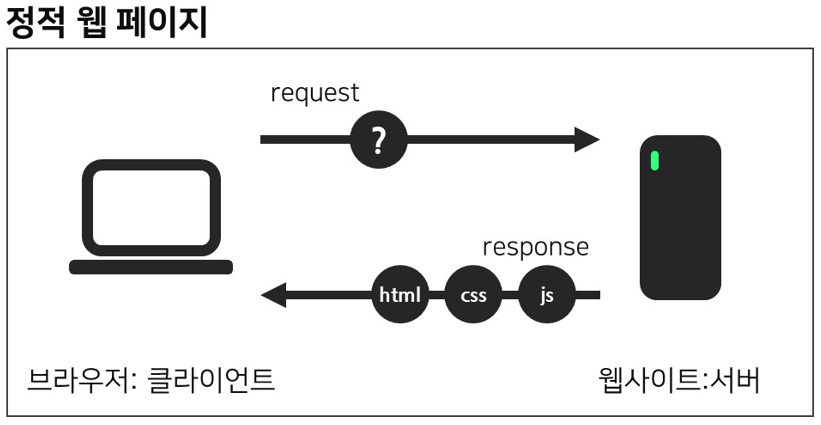 정적 웹 페이지
request
?
response
html css js
브라우저: 클라이언트
웹사이트:서버